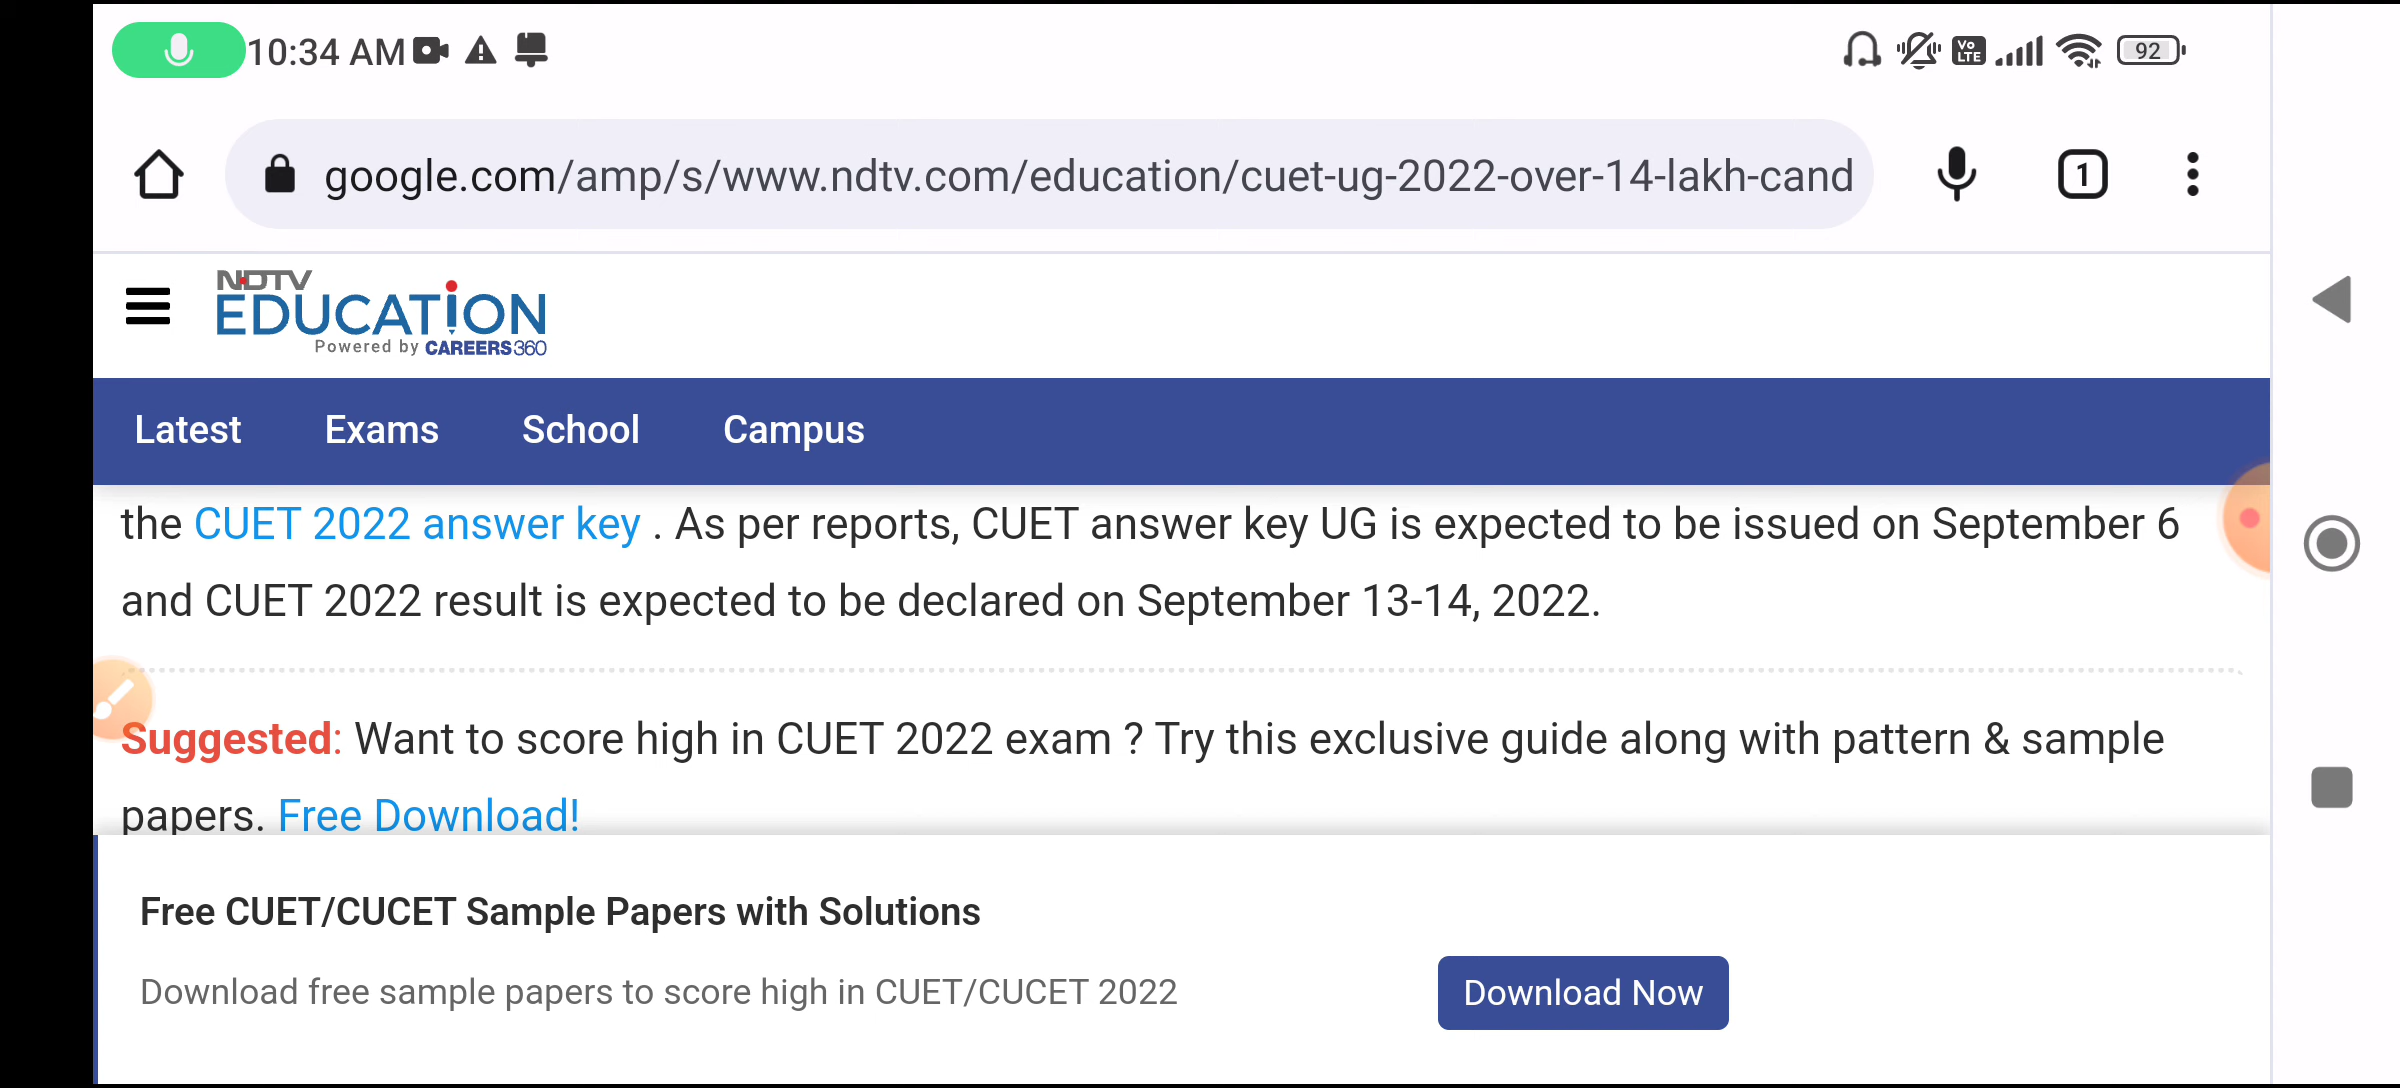 10:34 AM
Vo LTE
92
google.com/amp/s/www.ndtv.com/education/cuet-ug-2022-over-14-lakh-cand
1
NDTV
EDUCATION
Powered by CAREERS360
Latest Exams School Campus
the CUET 2022 answer key . As per reports, CUET answer key UG is expected to be issued on September 6
and CUET 2022 result is expected to be declared on September 13-14, 2022.
Suggested: Want to score high in CUET 2022 exam ? Try this exclusive guide along with pattern & sample
papers. Free Download!
Free CUET/CUCET Sample Papers with Solutions
Download free sample papers to score high in CUET/CUCET 2022
Download Now